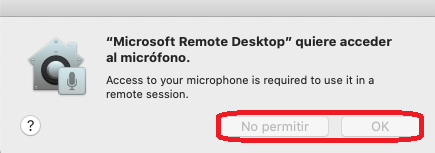 “Microsoft Remote Desktop” quiere acceder
al micrófono.
Access to your microphone is required to use it in a
remote session.
?
No permitir
OK